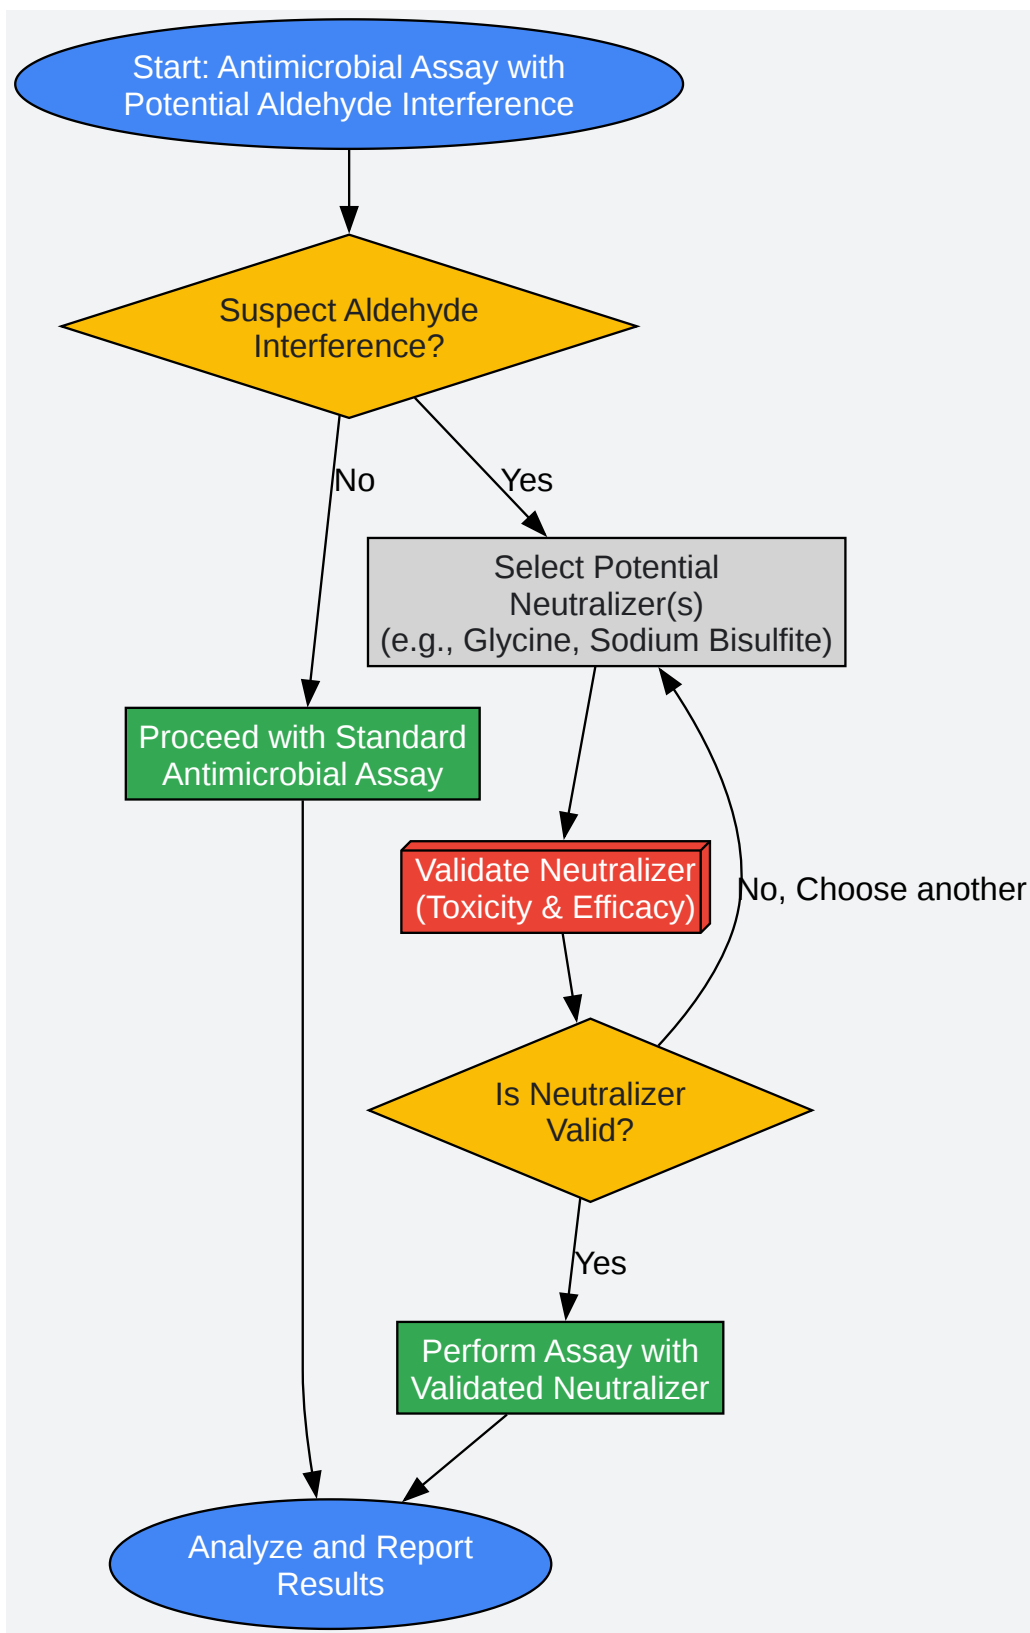 Start: Antimicrobial Assay with
Potential Aldehyde Interference
Suspect Aldehyde
Interference?
No
Yes
Select Potential
Neutralizer(s)
(e.g., Glycine, Sodium Bisulfite)
Proceed with Standard
Antimicrobial Assay
Validate Neutralizer
(Toxicity & Efficacy)
No, Choose another
Is Neutralizer
Valid?
Yes
Perform Assay with
Validated Neutralizer
Analyze and Report
Results